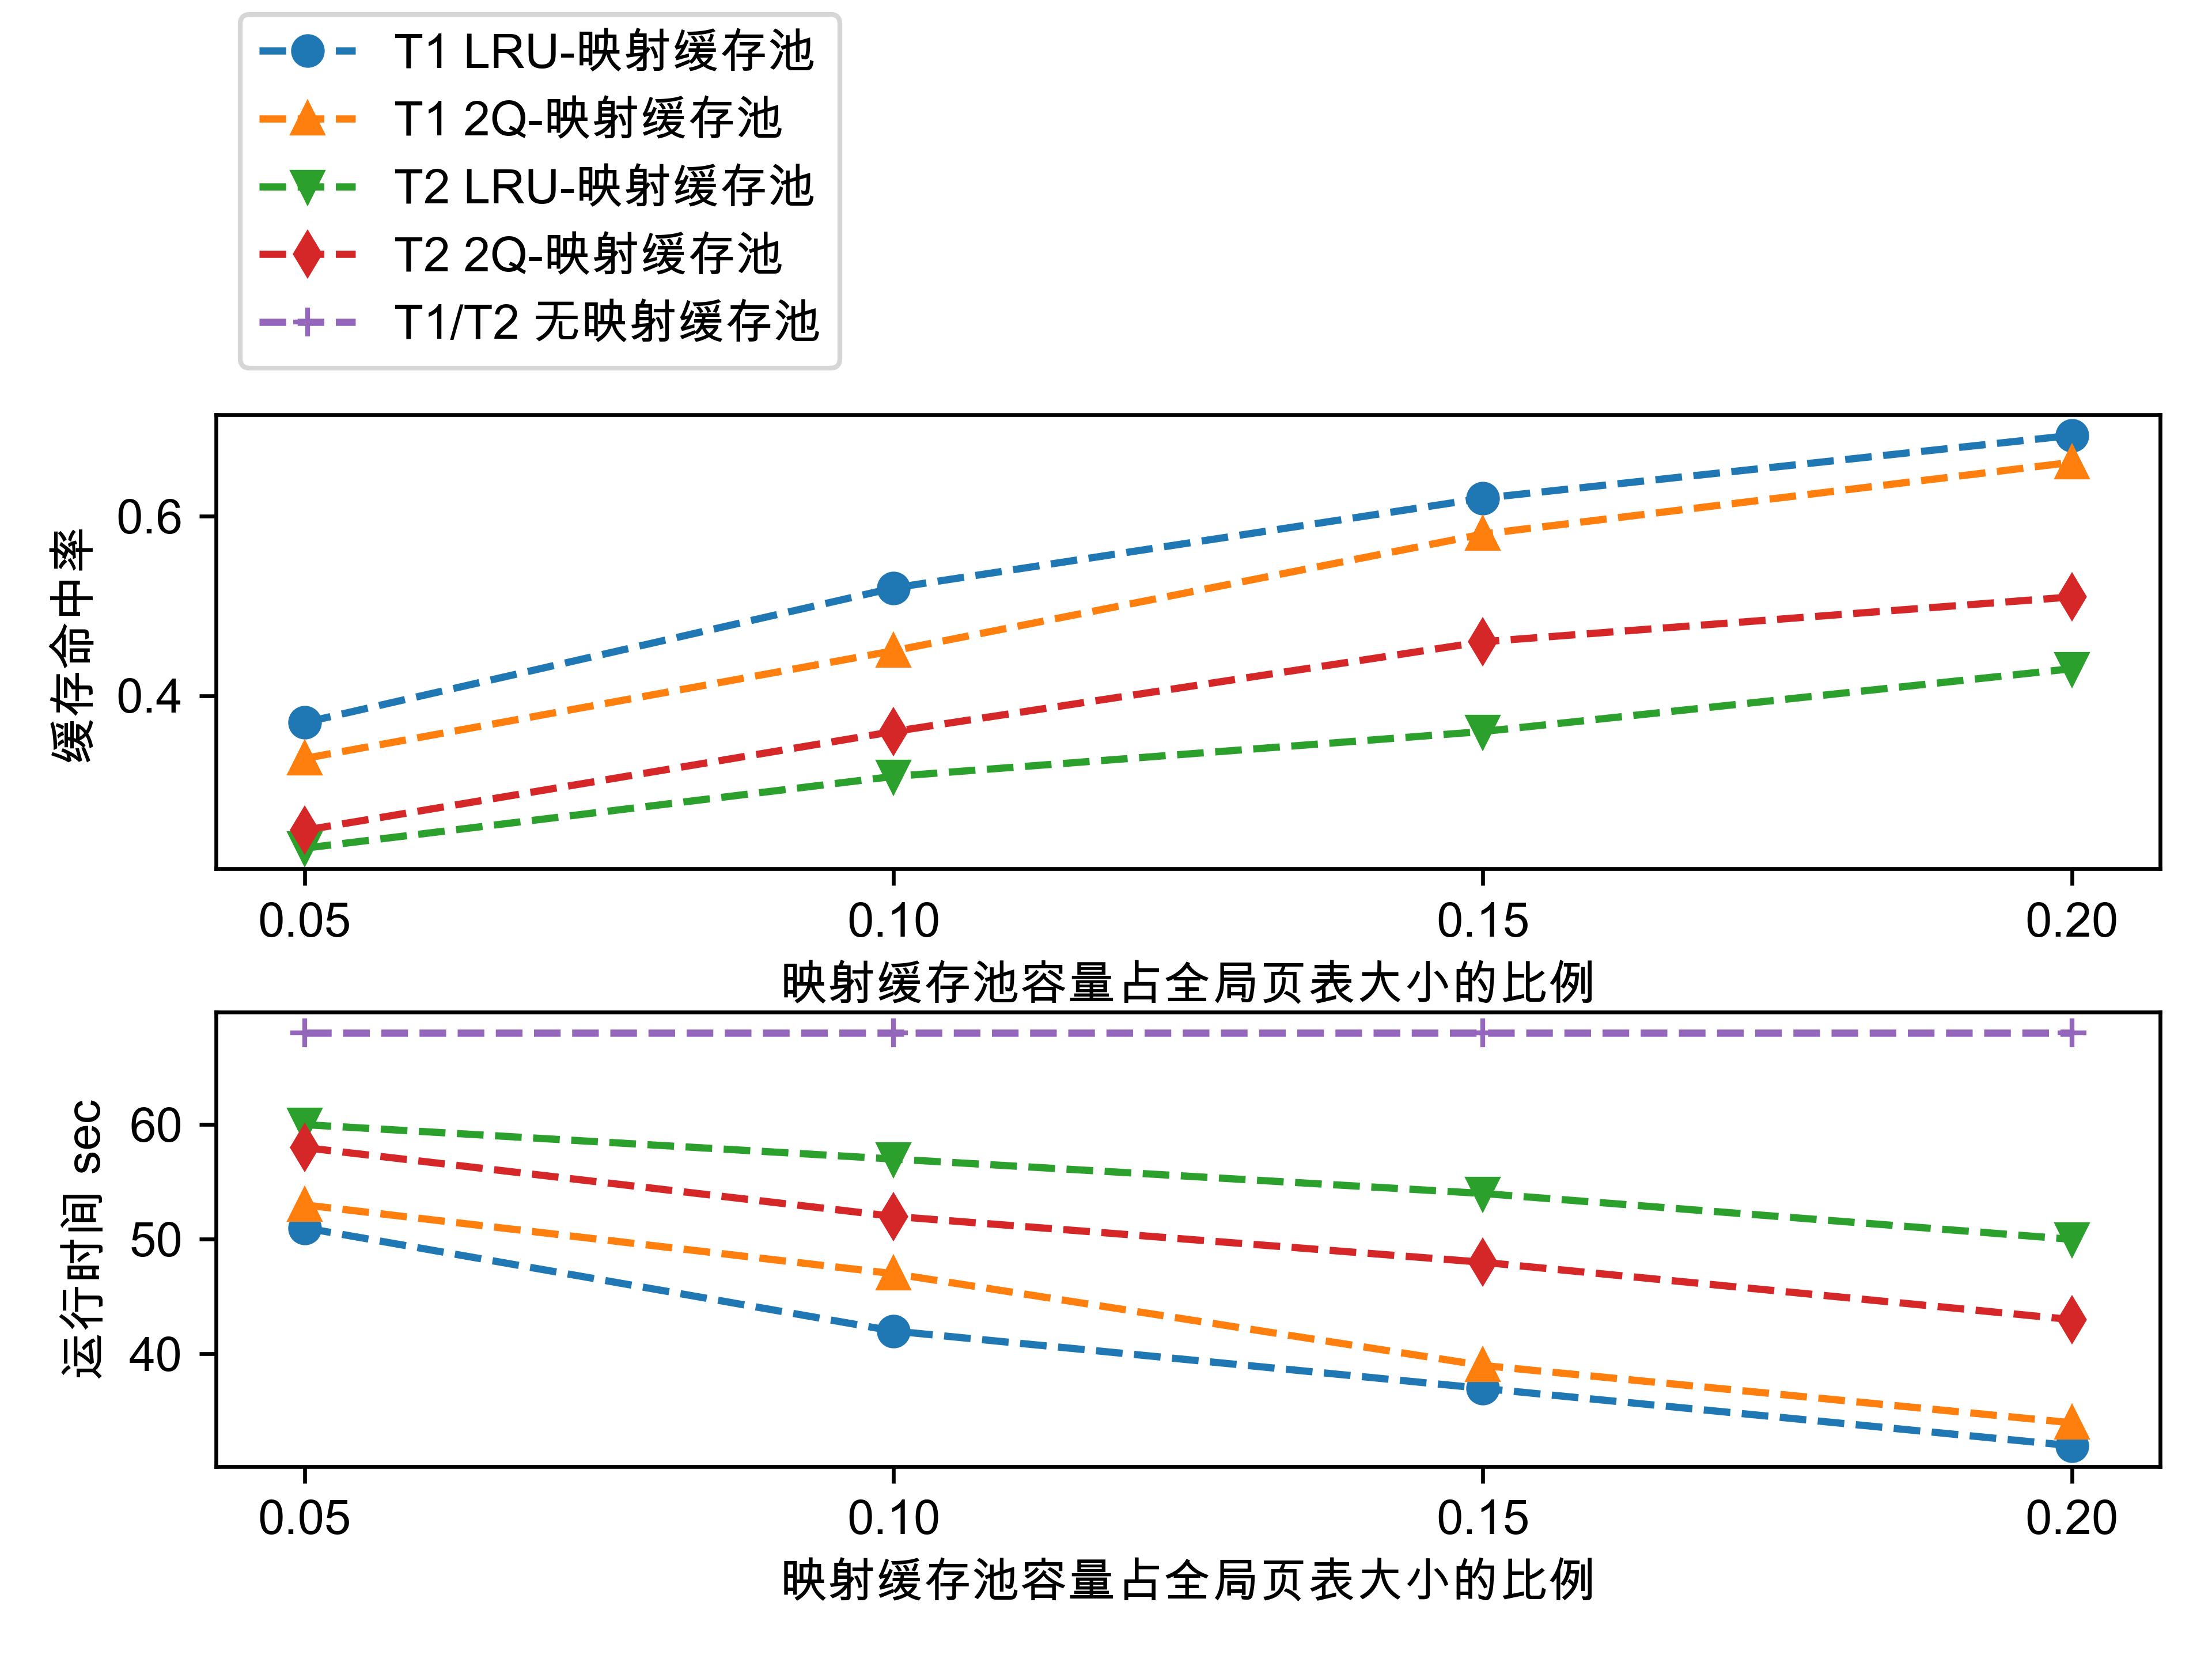 T1 LRU-映射缓存池
T1 2Q-映射缓存池
T2 LRU-映射缓存池
T2 2Q-映射缓存池
T1/T2 无映射缓存池
缓存命中率
0.6
0.4
0.05 0.10 0.15 0.20
映射缓存池容量占全局页表大小的比例
运行时间 sec
60
50
40
0.05 0.10 0.15 0.20
映射缓存池容量占全局页表大小的比例